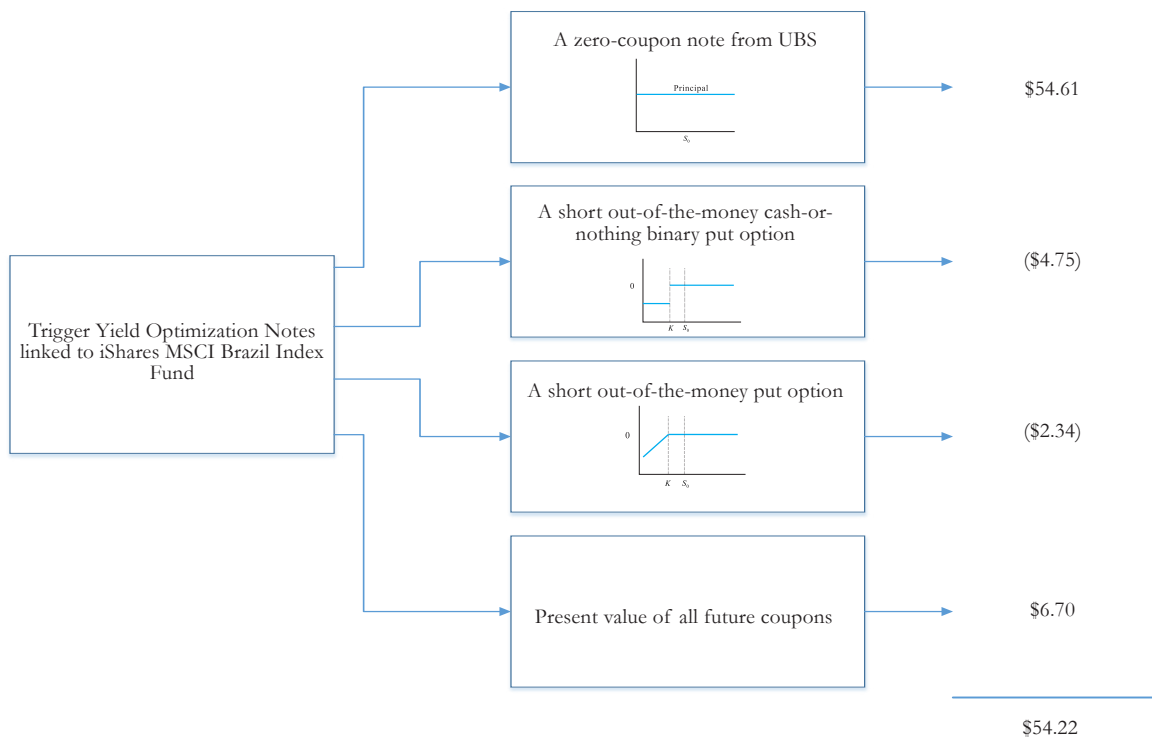 A zero-coupon note from UBS
Principal
S₀
$54.61
A short out-of-the-money cash-or-
nothing binary put option
0
K
S₀
($4.75)
Trigger Yield Optimization Notes
linked to iShares MSCI Brazil Index
Fund
A short out-of-the-money put option
0
K
S₀
($2.34)
Present value of all future coupons
$6.70
$54.22